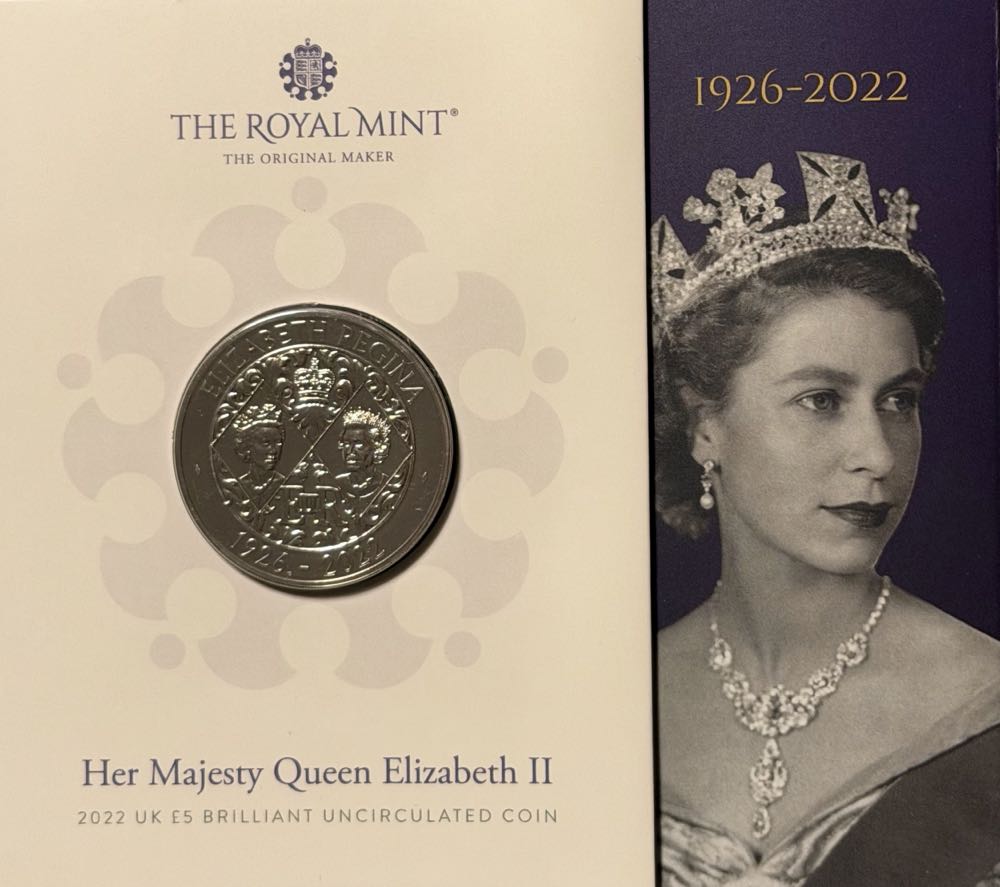 THE ROYAL MINT®
THE ORIGINAL MAKER
ELIZABETH REGINA
EIIR
1926 - 2022
Her Majesty Queen Elizabeth II
2022 UK £5 BRILLIANT UNCIRCULATED COIN
1926-2022